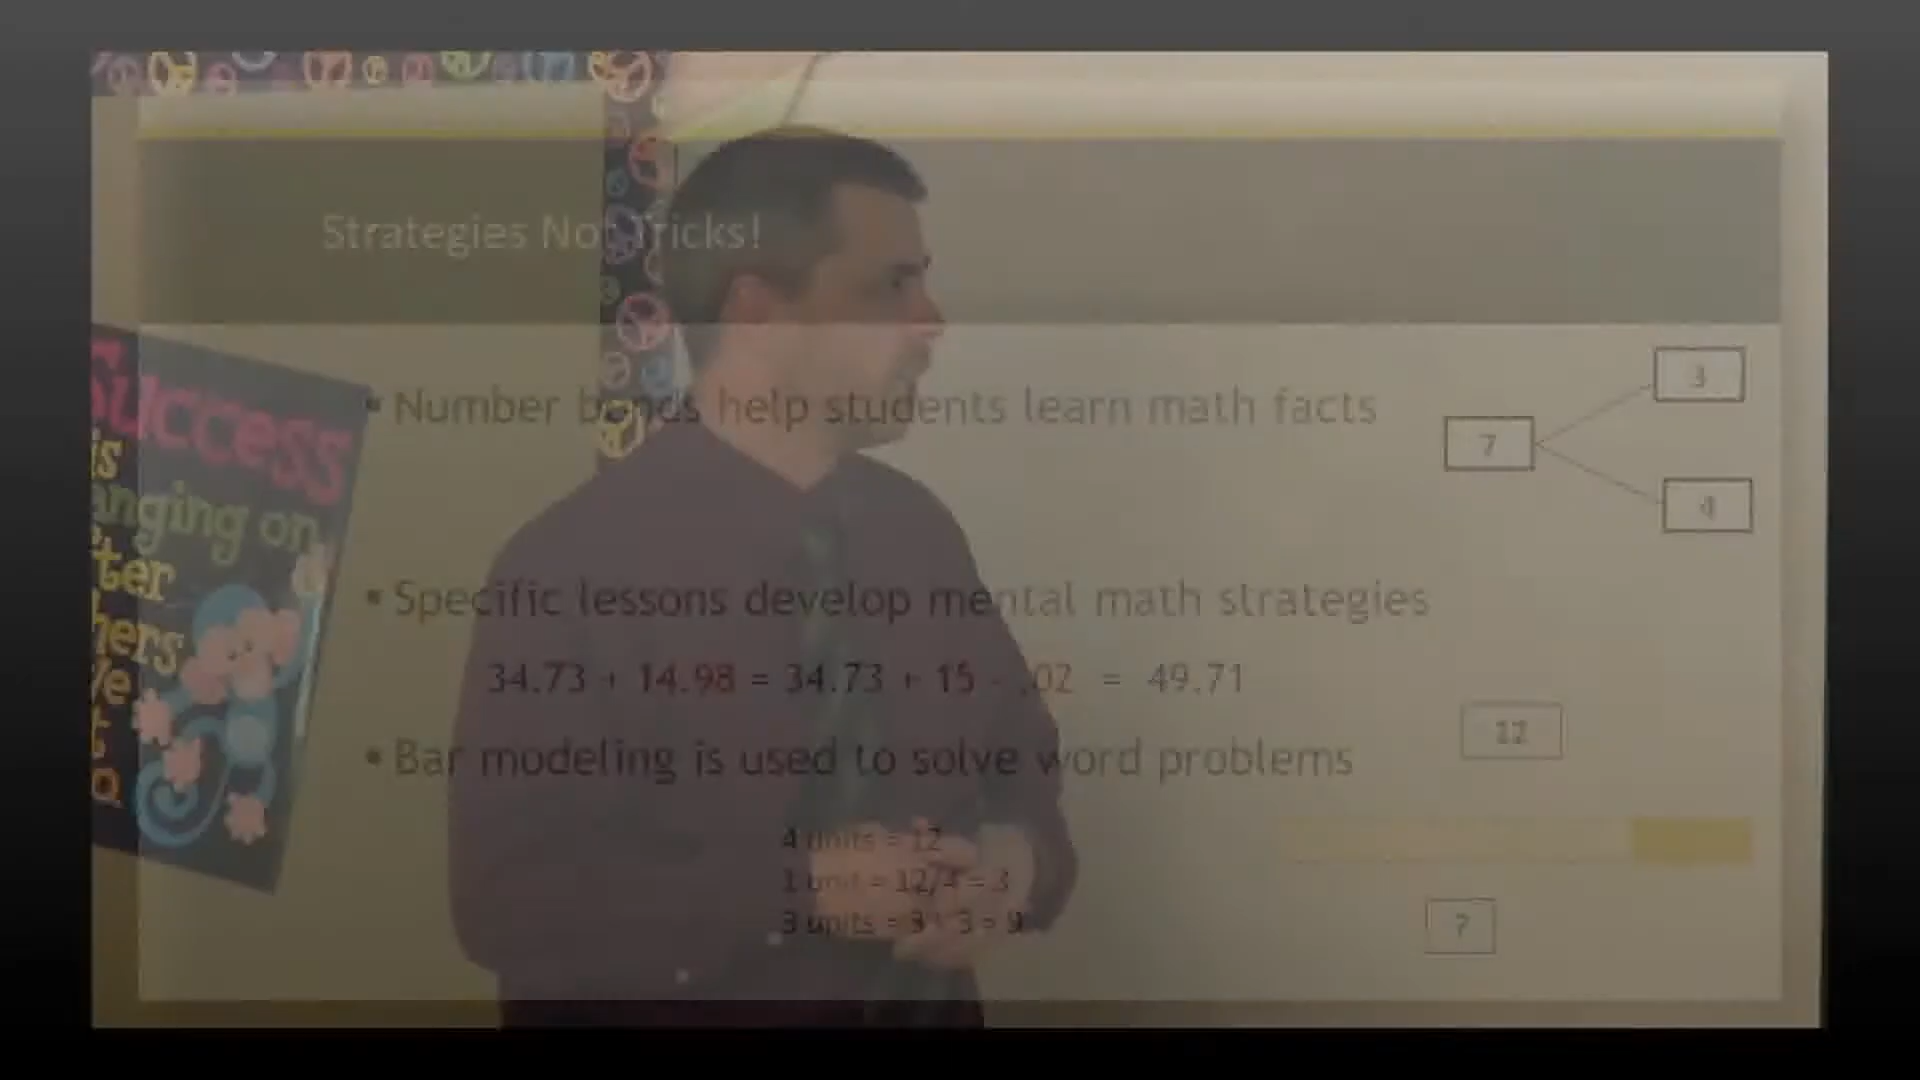 Strategies Not Tricks!
Success
is
anging on
ter
hers
ve
t
o.
▪ Number bonds help students learn math facts
7
3
4
▪ Specific lessons develop mental math strategies
34.73 + 14.98 = 34.73 + 15 - .02 = 49.71
▪ Bar modeling is used to solve word problems
12
4 units = 12
1 unit = 12/4 = 3
3 units = 3 * 3 = 9
?